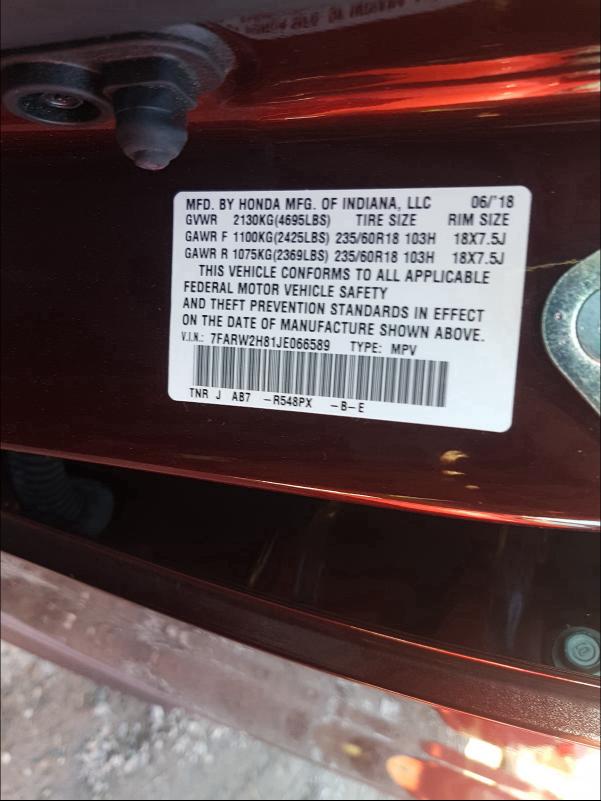 MFD. BY HONDA MFG. OF INDIANA, LLC 06/'18
GVWR 2130KG(4695LBS) TIRE SIZE RIM SIZE
GAWR F 1100KG(2425LBS) 235/60R18 103H 18X7.5J
GAWR R 1075KG(2369LBS) 235/60R18 103H 18X7.5J
THIS VEHICLE CONFORMS TO ALL APPLICABLE
FEDERAL MOTOR VEHICLE SAFETY
AND THEFT PREVENTION STANDARDS IN EFFECT
ON THE DATE OF MANUFACTURE SHOWN ABOVE.
V.I.N.: 7FARW2H81JE066589 TYPE: MPV
TNR J AB7 -R548PX -B-E